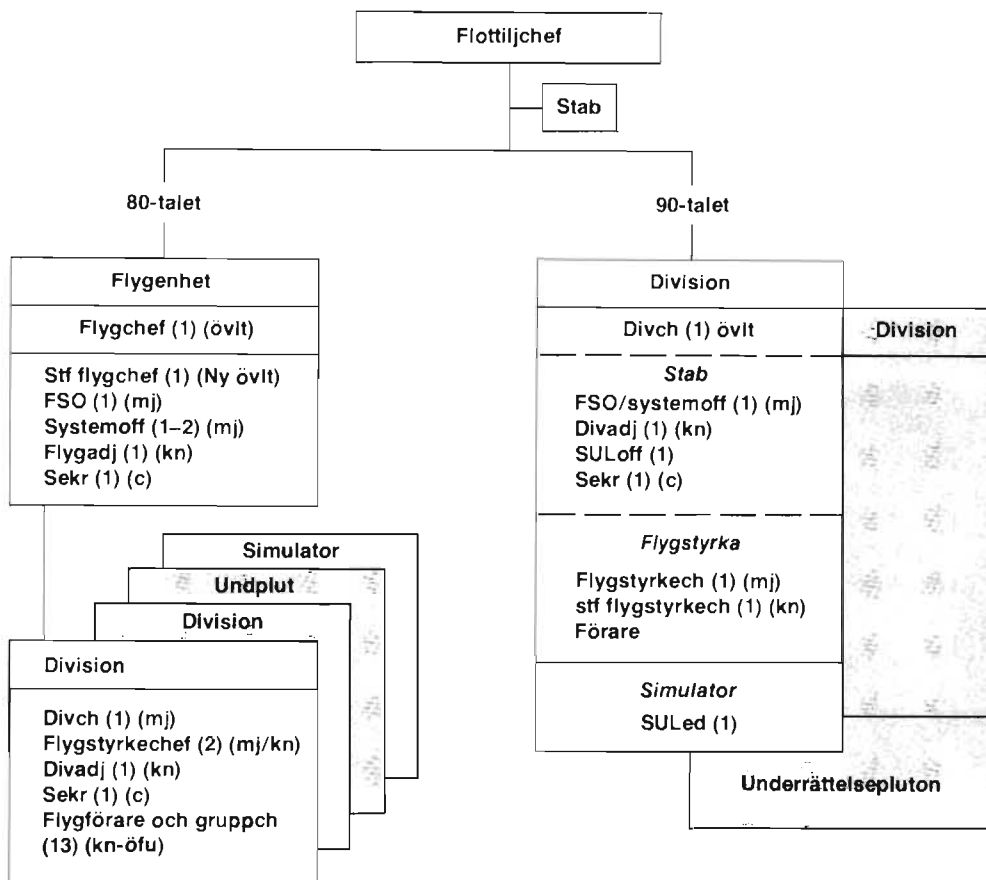 Flottiljchef
Stab
80-talet
90-talet
Flygenhet
Flygchef (1) (övlt)
Stf flygchef (1) (Ny övlt)
FSO (1) (mj)
Systemoff (1–2) (mj)
Flygadj (1) (kn)
Sekr (1) (c)
Simulator
Undplut
Division
Division
Divch (1) (mj)
Flygstyrkechef (2) (mj/kn)
Divadj (1) (kn)
Sekr (1) (c)
Flygförare och gruppch
(13) (kn-öfu)
Division
Divch (1) övlt
Stab
FSO/systemoff (1) (mj)
Divadj (1) (kn)
SULoff (1)
Sekr (1) (c)
Flygstyrka
Flygstyrkech (1) (mj)
stf flygstyrkech (1) (kn)
Förare
Simulator
SULed (1)
Division
Underrättelsepluton